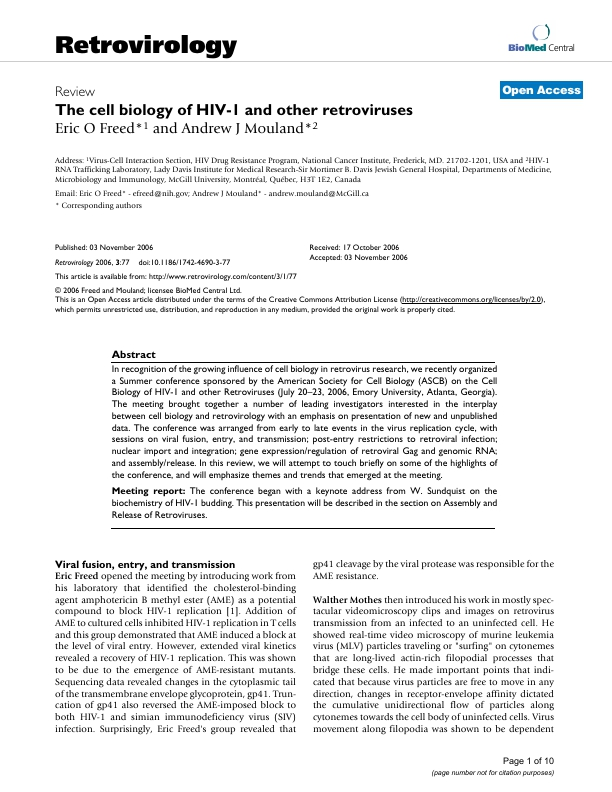 Retrovirology
BioMed Central
Review
Open Access
The cell biology of HIV-1 and other retroviruses
Eric O Freed*1 and Andrew J Mouland*2
Address: 1Virus-Cell Interaction Section, HIV Drug Resistance Program, National Cancer Institute, Frederick, MD. 21702-1201, USA and 2HIV-1
RNA Trafficking Laboratory, Lady Davis Institute for Medical Research-Sir Mortimer B. Davis Jewish General Hospital, Departments of Medicine,
Microbiology and Immunology, McGill University, Montréal, Québec, H3T 1E2, Canada
Email: Eric O Freed* - efreed@nih.gov; Andrew J Mouland* - andrew.mouland@McGill.ca
* Corresponding authors
Published: 03 November 2006
Retrovirology 2006, 3:77 doi:10.1186/1742-4690-3-77
Received: 17 October 2006
Accepted: 03 November 2006
This article is available from: http://www.retrovirology.com/content/3/1/77
© 2006 Freed and Mouland; licensee BioMed Central Ltd.
This is an Open Access article distributed under the terms of the Creative Commons Attribution License (http://creativecommons.org/licenses/by/2.0),
which permits unrestricted use, distribution, and reproduction in any medium, provided the original work is properly cited.
Abstract
In recognition of the growing influence of cell biology in retrovirus research, we recently organized
a Summer conference sponsored by the American Society for Cell Biology (ASCB) on the Cell
Biology of HIV-1 and other Retroviruses (July 20–23, 2006, Emory University, Atlanta, Georgia).
The meeting brought together a number of leading investigators interested in the interplay
between cell biology and retrovirology with an emphasis on presentation of new and unpublished
data. The conference was arranged from early to late events in the virus replication cycle, with
sessions on viral fusion, entry, and transmission; post-entry restrictions to retroviral infection;
nuclear import and integration; gene expression/regulation of retroviral Gag and genomic RNA;
and assembly/release. In this review, we will attempt to touch briefly on some of the highlights of
the conference, and will emphasize themes and trends that emerged at the meeting.
Meeting report: The conference began with a keynote address from W. Sundquist on the
biochemistry of HIV-1 budding. This presentation will be described in the section on Assembly and
Release of Retroviruses.
Viral fusion, entry, and transmission
Eric Freed opened the meeting by introducing work from
his laboratory that identified the cholesterol-binding
agent amphotericin B methyl ester (AME) as a potential
compound to block HIV-1 replication [1]. Addition of
AME to cultured cells inhibited HIV-1 replication in T cells
and this group demonstrated that AME induced a block at
the level of viral entry. However, extended viral kinetics
revealed a recovery of HIV-1 replication. This was shown
to be due to the emergence of AME-resistant mutants.
Sequencing data revealed changes in the cytoplasmic tail
of the transmembrane envelope glycoprotein, gp41. Trun-
cation of gp41 also reversed the AME-imposed block to
both HIV-1 and simian immunodeficiency virus (SIV)
infection. Surprisingly, Eric Freed's group revealed that
gp41 cleavage by the viral protease was responsible for the
AME resistance.
Walther Mothes then introduced his work in mostly spec-
tacular videomicroscopy clips and images on retrovirus
transmission from an infected to an uninfected cell. He
showed real-time video microscopy of murine leukemia
virus (MLV) particles traveling or "surfing" on cytonemes
that are long-lived actin-rich filopodial processes that
bridge these cells. He made important points that indi-
cated that because virus particles are free to move in any
direction, changes in receptor-envelope affinity dictated
the cumulative unidirectional flow of particles along
cytonemes towards the cell body of uninfected cells. Virus
movement along filopodia was shown to be dependent
Page 1 of 10
(page number not for citation purposes)